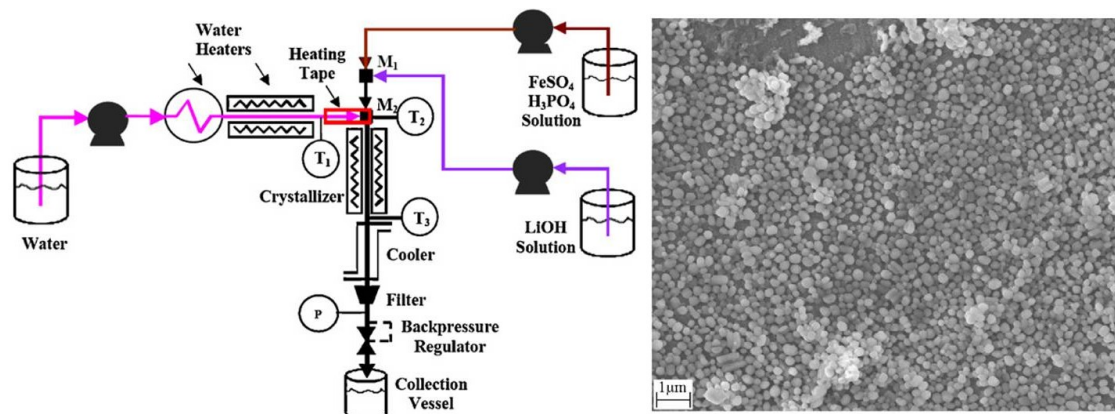 Water
Heaters
Heating
Tape
M1
M2
FeSO4
H3PO4
Solution
T1
T2
Crystallizer
T3
Water
LiOH
Solution
Cooler
Filter
P
Backpressure
Regulator
Collection
Vessel
1μm